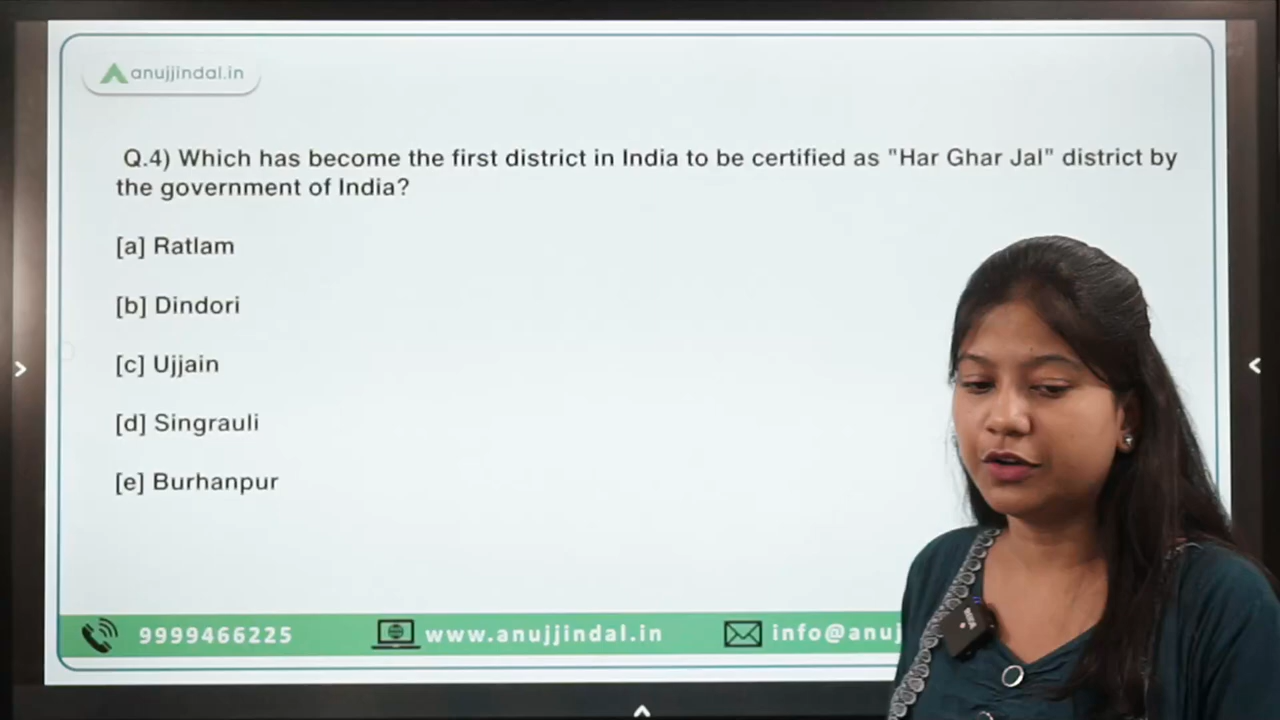 anujjindal.in
Q.4) Which has become the first district in India to be certified as "Har Ghar Jal" district by
the government of India?
[a] Ratlam
[b] Dindori
[c] Ujjain
[d] Singrauli
[e] Burhanpur
9999466225 www.anujjindal.in info@anuj